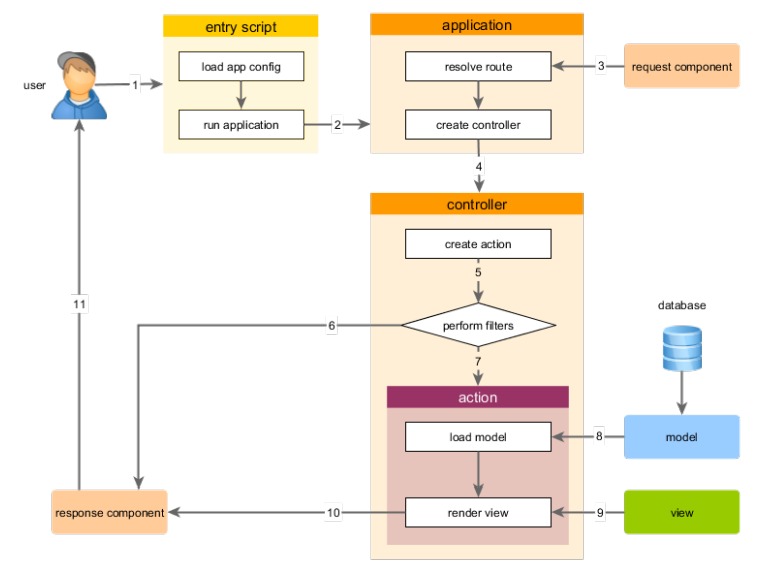 entry script
application
load app config
resolve route
3
request component
user
1
run application
2
create controller
4
controller
create action
5
11
database
6
perform filters
7
action
load model
8
model
response component
10
render view
9
view